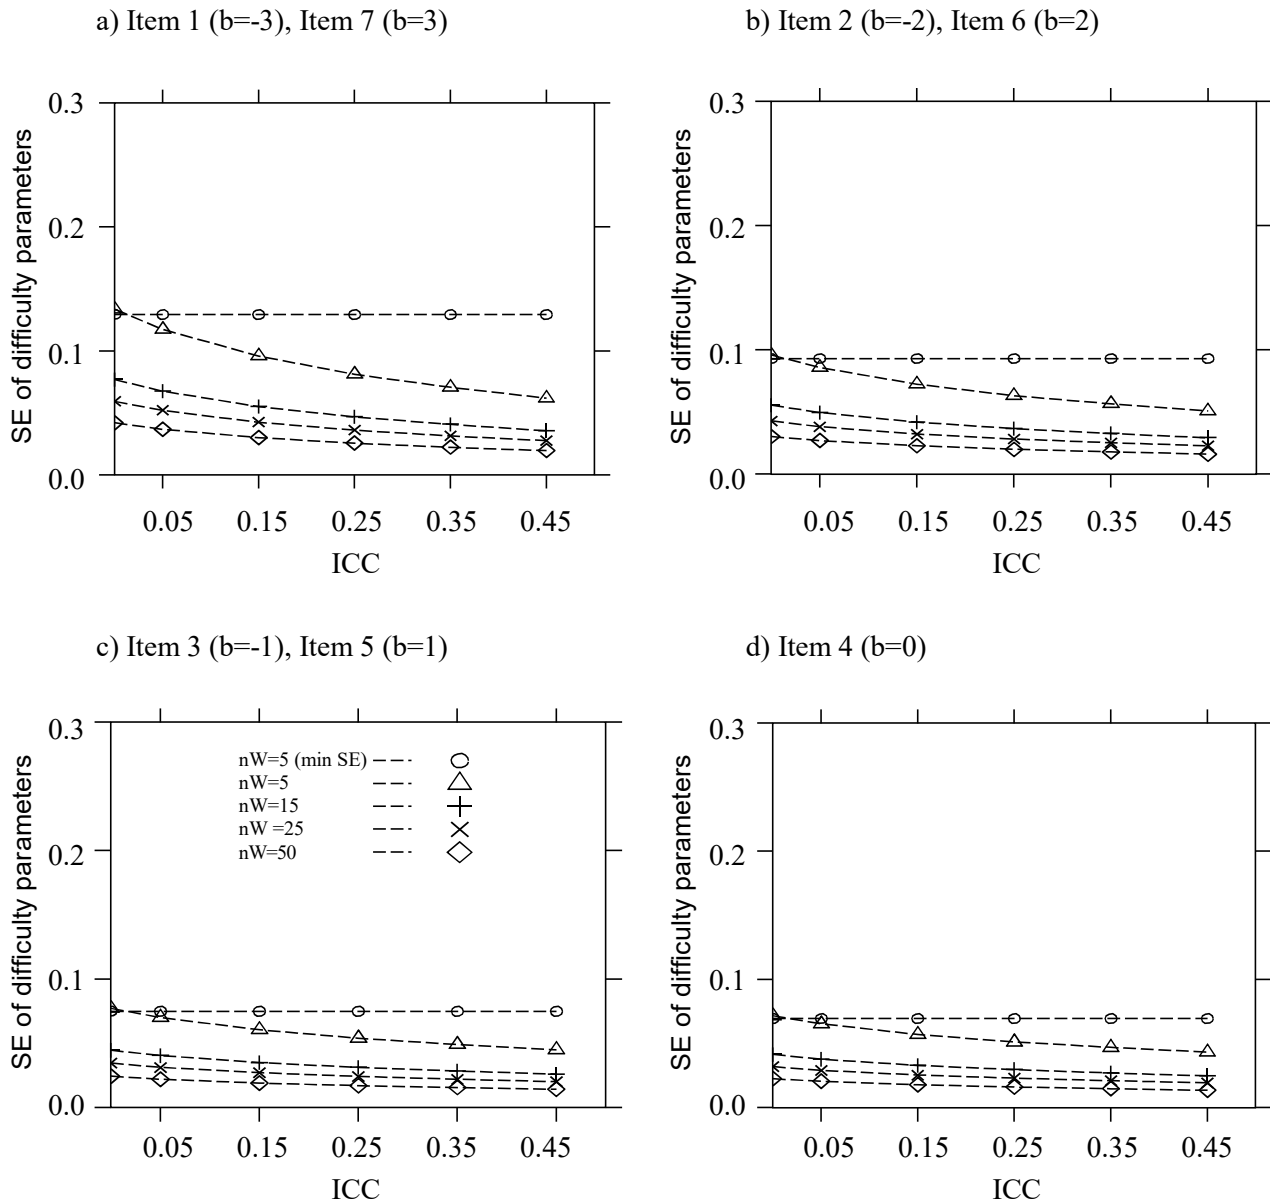 a) Item 1 (b=-3), Item 7 (b=3)
SE of difficulty parameters
0.3
0.2
0.1
0.0
0.05 0.15 0.25 0.35 0.45
ICC
b) Item 2 (b=-2), Item 6 (b=2)
SE of difficulty parameters
0.3
0.2
0.1
0.0
0.05 0.15 0.25 0.35 0.45
ICC
c) Item 3 (b=-1), Item 5 (b=1)
SE of difficulty parameters
0.3
0.2
0.1
0.0
nW=5 (min SE)
nW=5
nW=15
nW =25
nW=50
0.05 0.15 0.25 0.35 0.45
ICC
d) Item 4 (b=0)
SE of difficulty parameters
0.3
0.2
0.1
0.0
0.05 0.15 0.25 0.35 0.45
ICC